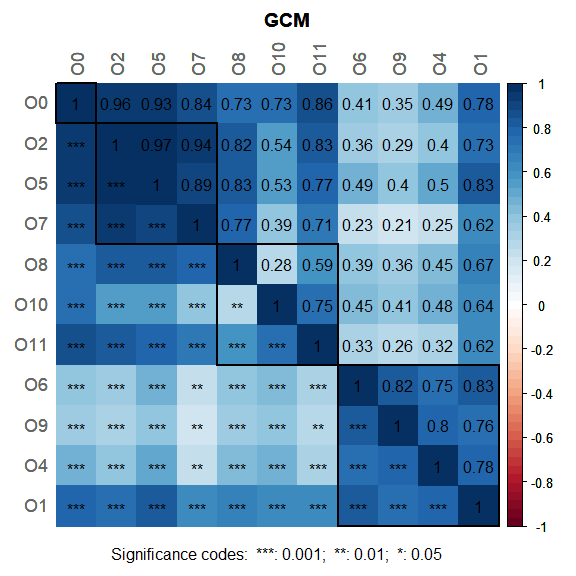 GCM
O0 O2 O5 O7 O8 O10 O11 O6 O9 O4 O1
O0 1 0.96 0.93 0.84 0.73 0.73 0.86 0.41 0.35 0.49 0.78
O2 *** 1 0.97 0.94 0.82 0.54 0.83 0.36 0.29 0.4 0.73
O5 *** *** 1 0.89 0.83 0.53 0.77 0.49 0.4 0.5 0.83
O7 *** *** *** 1 0.77 0.39 0.71 0.23 0.21 0.25 0.62
O8 *** *** *** *** 1 0.28 0.59 0.39 0.36 0.45 0.67
O10 *** *** *** *** ** 1 0.75 0.45 0.41 0.48 0.64
O11 *** *** *** *** *** *** 1 0.33 0.26 0.32 0.62
O6 *** *** *** ** *** *** *** 1 0.82 0.75 0.83
O9 *** *** *** ** *** *** ** *** 1 0.8 0.76
O4 *** *** *** ** *** *** *** *** *** 1 0.78
O1 *** *** *** *** *** *** *** *** *** *** 1
1
0.8
0.6
0.4
0.2
0
-0.2
-0.4
-0.6
-0.8
-1
Significance codes: ***: 0.001; **: 0.01; *: 0.05